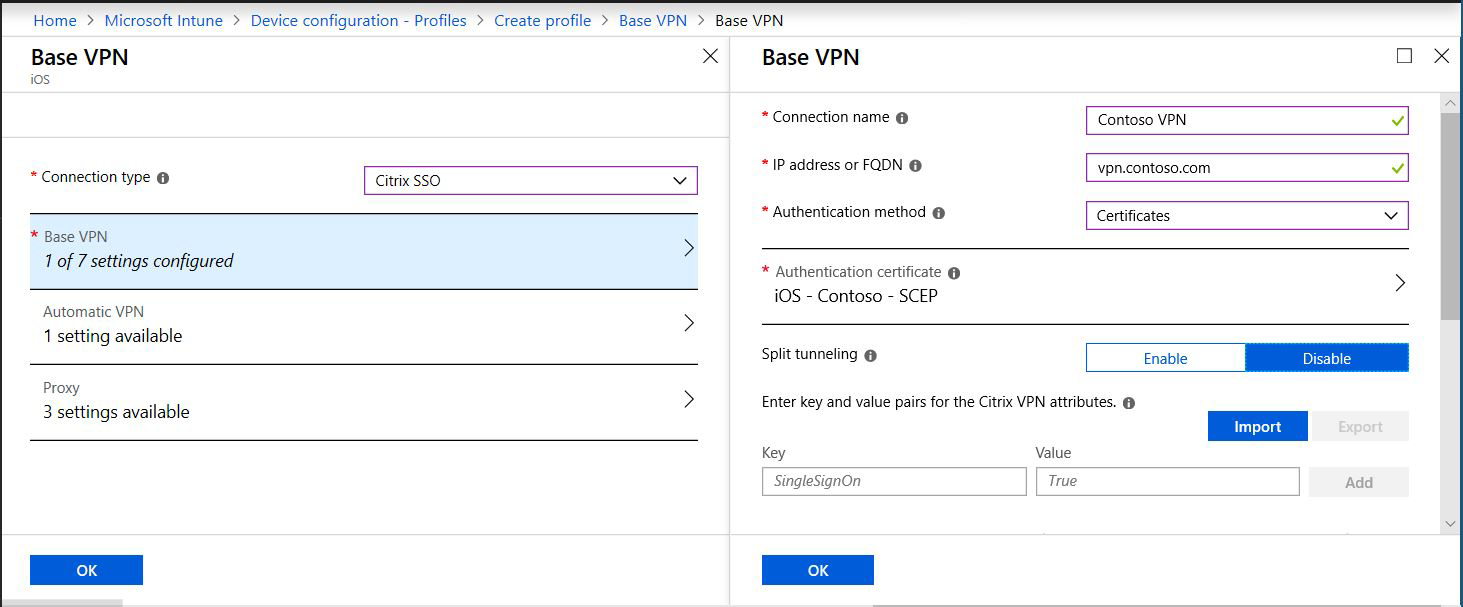 Home > Microsoft Intune > Device configuration - Profiles > Create profile > Base VPN > Base VPN
Base VPN
iOS
* Connection type
Citrix SSO
* Base VPN
1 of 7 settings configured
Automatic VPN
1 setting available
Proxy
3 settings available
OK
Base VPN
* Connection name
Contoso VPN
* IP address or FQDN
vpn.contoso.com
* Authentication method
Certificates
* Authentication certificate
iOS - Contoso - SCEP
Split tunneling
Enable
Disable
Enter key and value pairs for the Citrix VPN attributes.
Import
Export
Key
Value
SingleSignOn
True
Add
OK